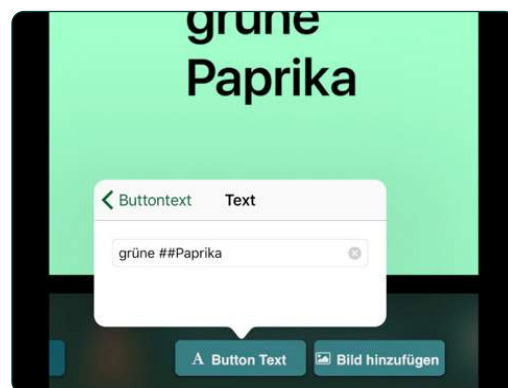 grüne
Paprika
Buttontext Text
grüne ##Paprika
A Button Text Bild hinzufügen